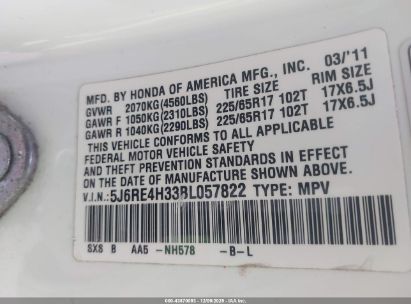 MFD. BY HONDA OF AMERICA MFG., INC. 03/'11
GVWR 2070KG(4560LBS) TIRE SIZE RIM SIZE
GAWR F 1050KG(2310LBS) 225/65R17 102T 17X6.5J
GAWR R 1040KG(2290LBS) 225/65R17 102T 17X6.5J
THIS VEHICLE CONFORMS TO ALL APPLICABLE
FEDERAL MOTOR VEHICLE SAFETY
AND THEFT PREVENTION STANDARDS IN EFFECT
ON THE DATE OF MANUFACTURE SHOWN ABOVE.
V.I.N.: 5J6RE4H33BL057822 TYPE: MPV
SXS B AA5 -NH578 -B-L